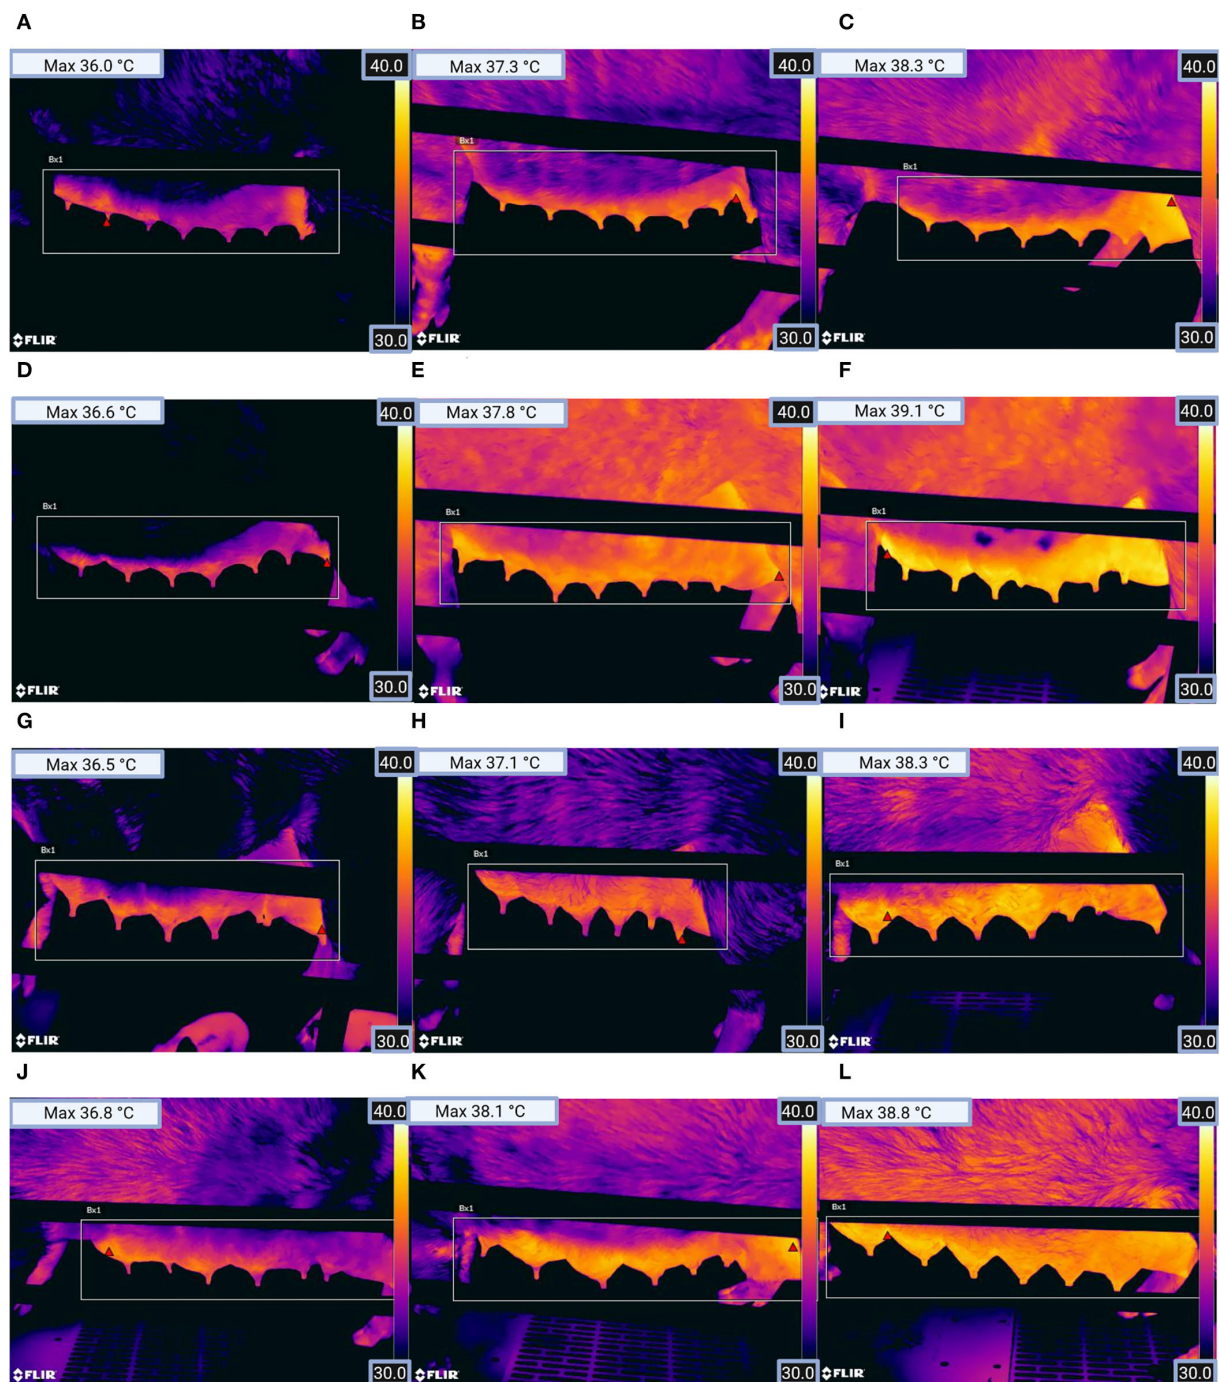 A
B
C
Max 36.0 °C
40.0
Max 37.3 °C
40.0
Max 38.3 °C
40.0
Bx1
Bx1
Bx1
FLIR
30.0
FLIR
30.0
FLIR
30.0
D
E
F
Max 36.6 °C
40.0
Max 37.8 °C
40.0
Max 39.1 °C
40.0
Bx1
Bx1
Bx1
FLIR
30.0
FLIR
30.0
FLIR
30.0
G
H
I
Max 36.5 °C
40.0
Max 37.1 °C
40.0
Max 38.3 °C
40.0
Bx1
Bx1
Bx1
FLIR
30.0
FLIR
30.0
FLIR
30.0
J
K
L
Max 36.8 °C
40.0
Max 38.1 °C
40.0
Max 38.8 °C
40.0
Bx1
Bx1
Bx1
FLIR
30.0
FLIR
30.0
FLIR
30.0